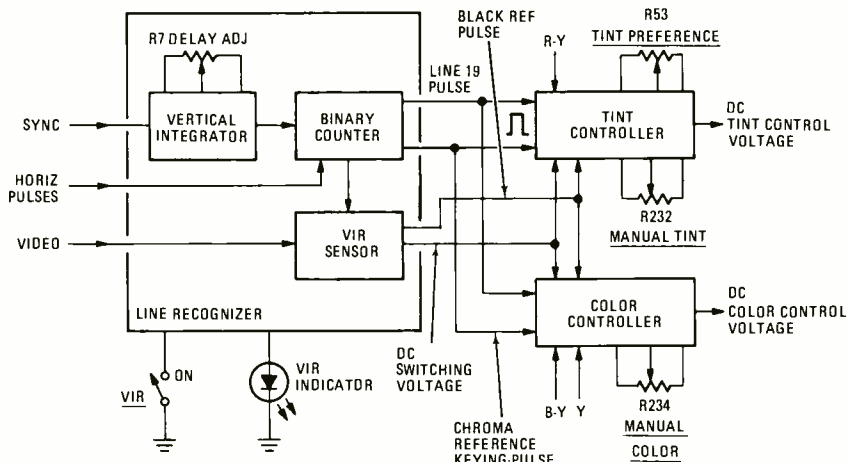 BLACK REF
PULSE
R53
TINT PREFERENCE
R-Y
R7 DELAY ADJ
LINE 19
PULSE
SYNC
VERTICAL
INTEGRATOR
BINARY
COUNTER
TINT
CONTROLLER
DC
TINT CONTROL
VOLTAGE
HORIZ
PULSES
R232
MANUAL TINT
VIDEO
VIR
SENSOR
LINE RECOGNIZER
COLOR
CONTROLLER
DC
COLOR CONTROL
VOLTAGE
ON
VIR
VIR
INDICATOR
DC
SWITCHING
VOLTAGE
B-Y
Y
R234
MANUAL
COLOR
CHROMA
REFERENCE
KEYING-PULSE